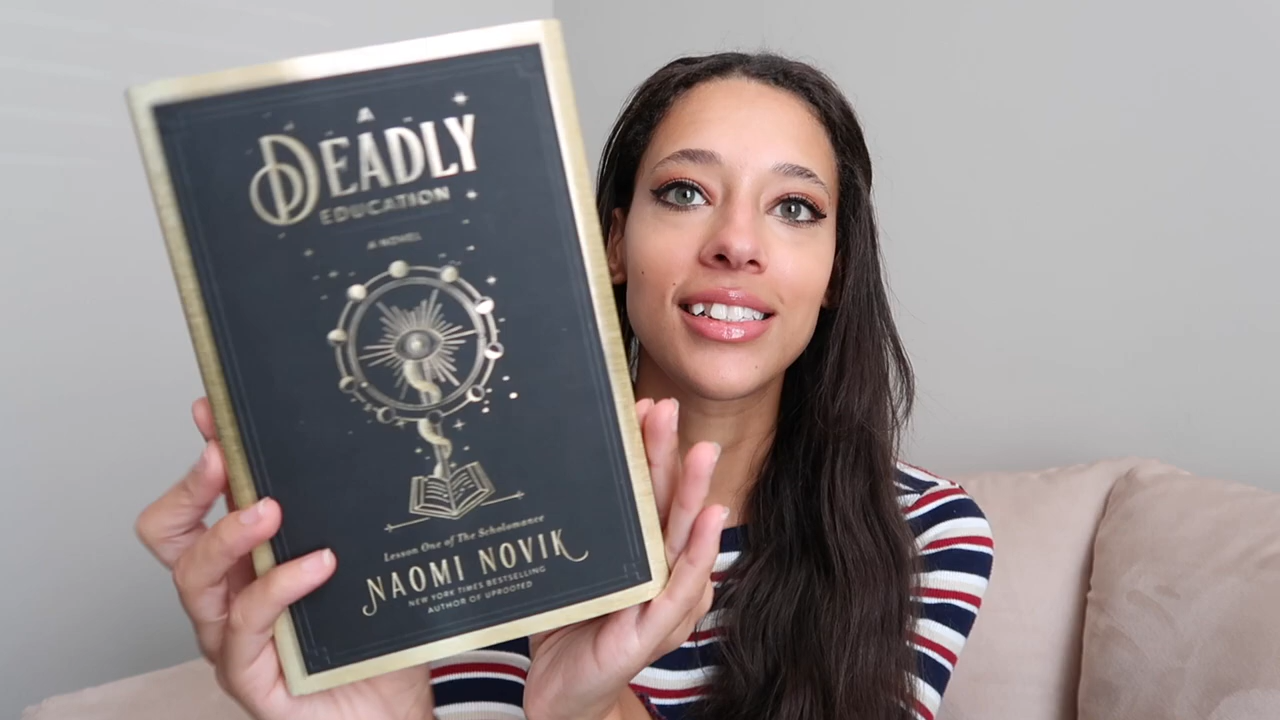 A
DEADLY
EDUCATION
A NOVEL
Lesson One of The Scholomance
NAOMI NOVIK
NEW YORK TIMES BESTSELLING
AUTHOR OF UPROOTED